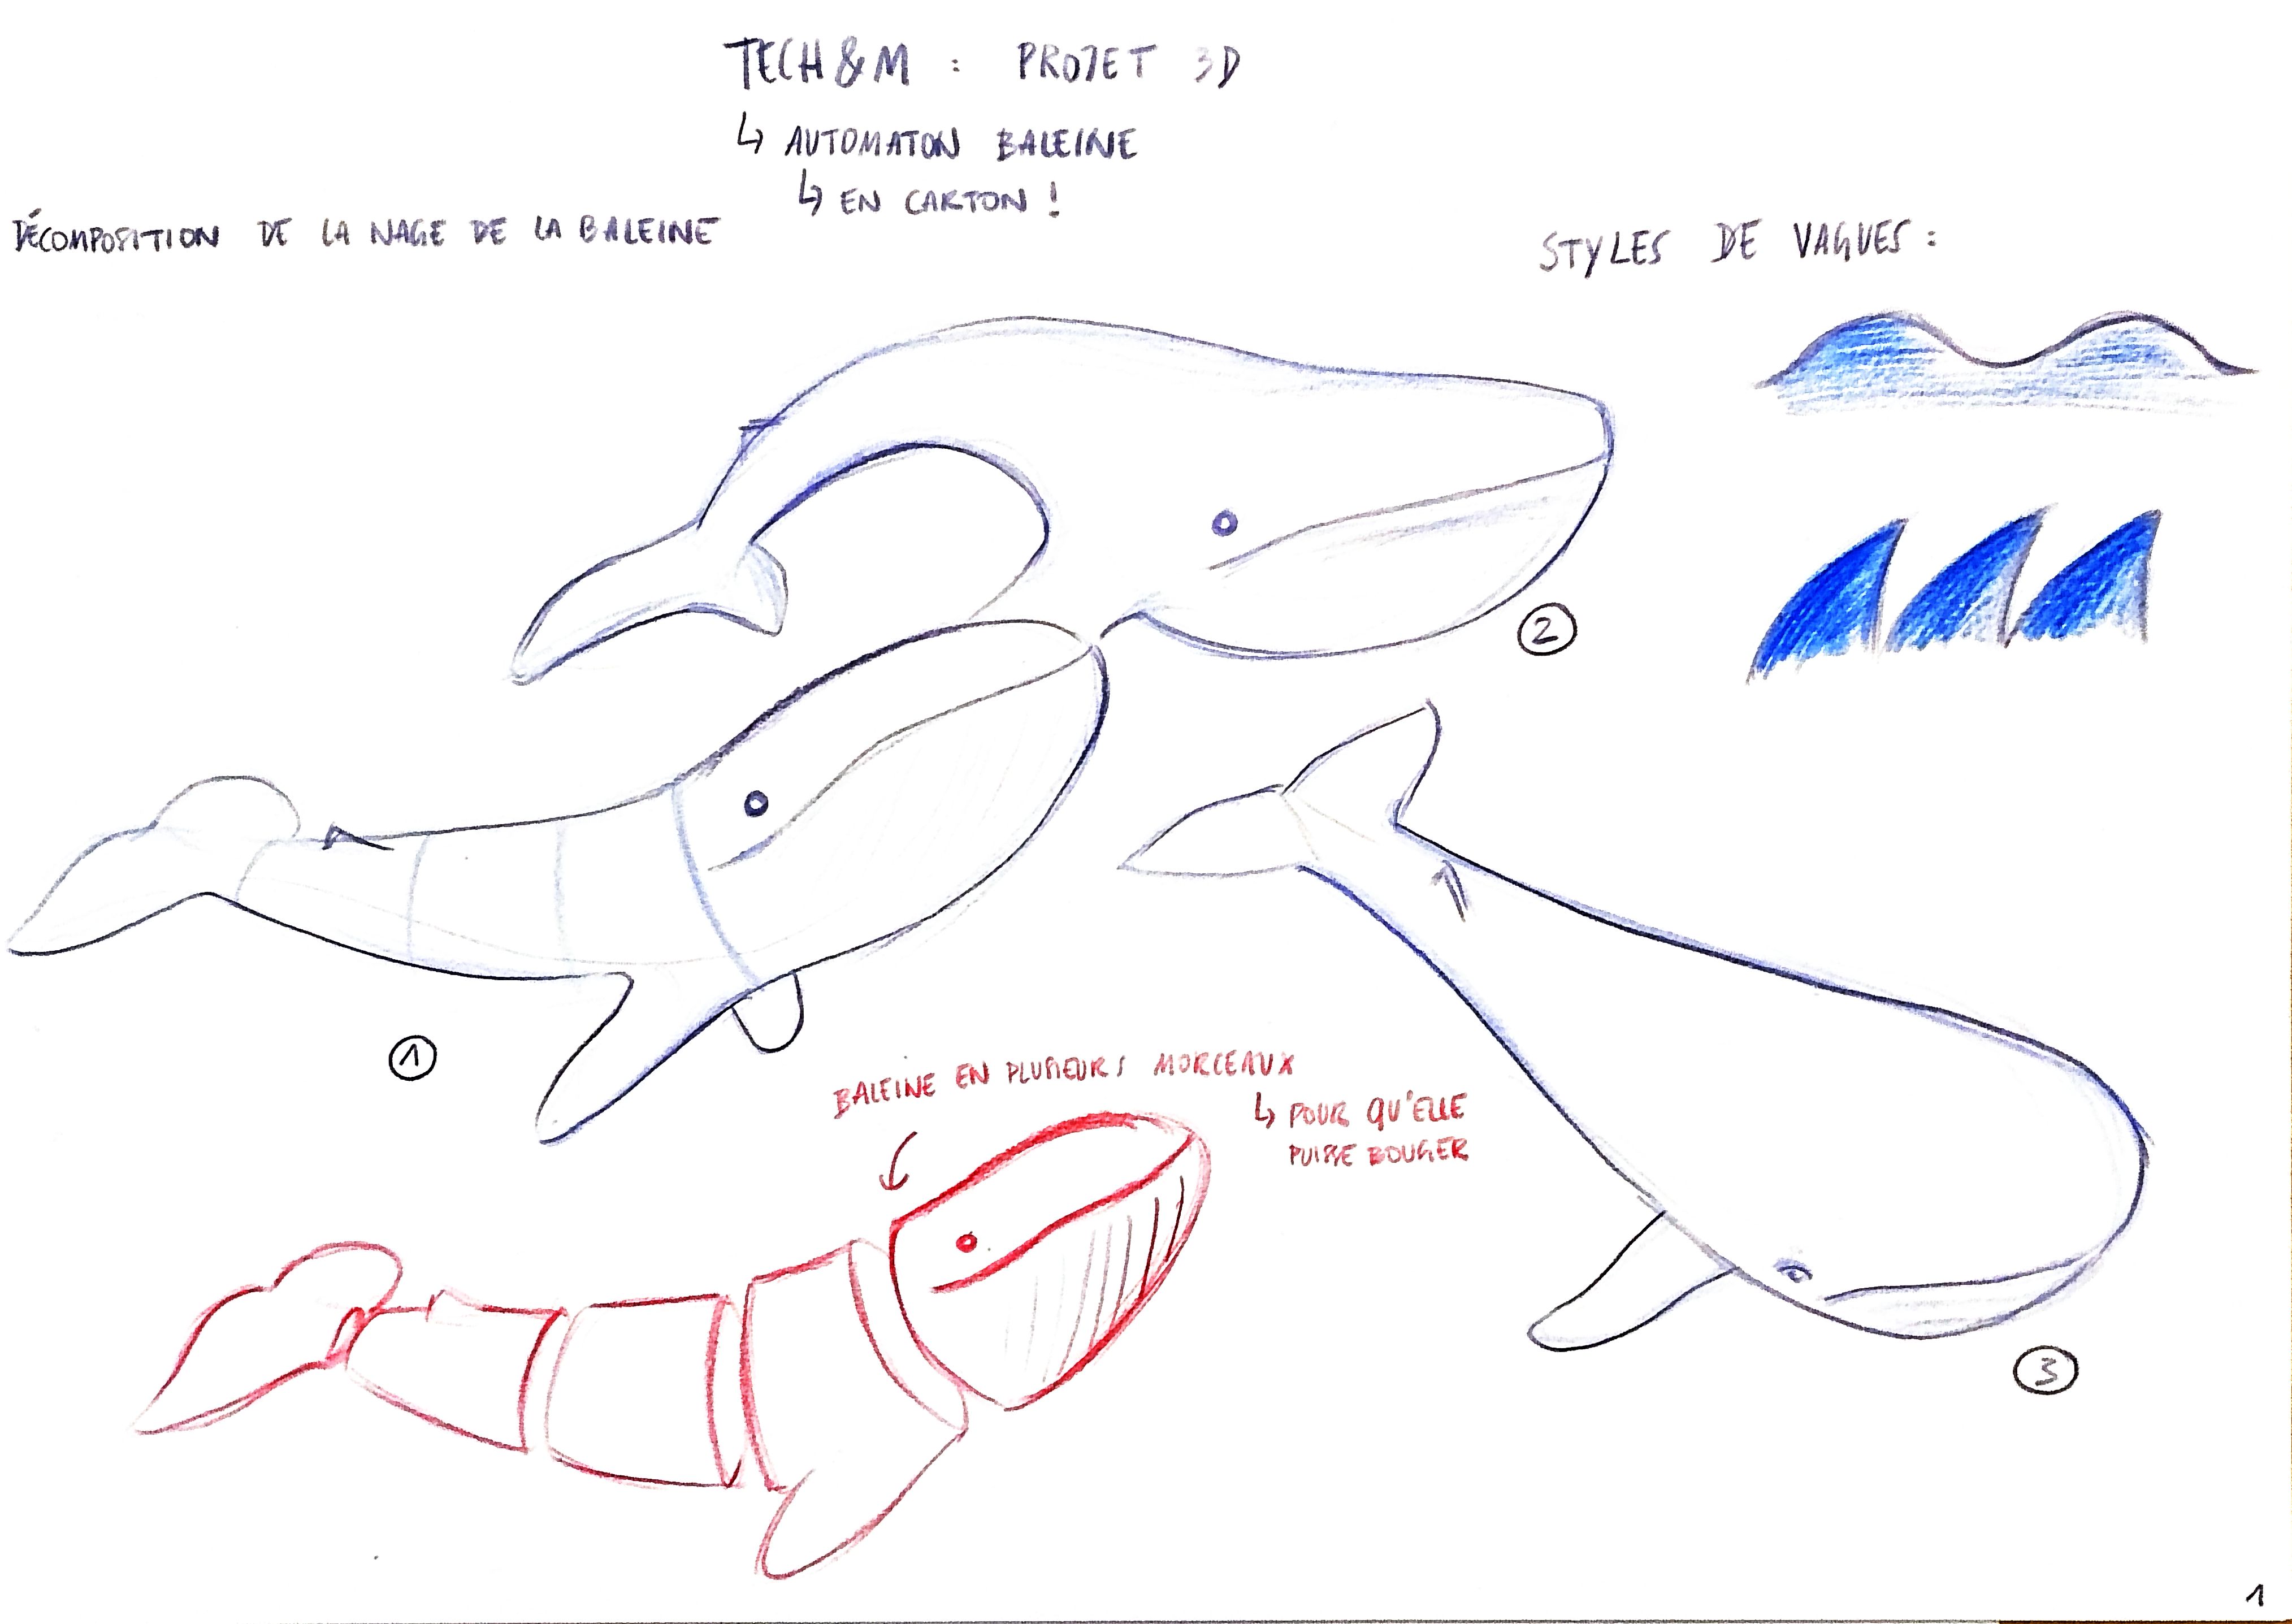 TECH&M : PROJET 3D
↳ AUTOMATON BALEINE
↳ EN CARTON !
DÉCOMPOSITION DE LA NAGE DE LA BALEINE
STYLES DE VAGUES :
2
1
BALEINE EN PLUSIEURS MORCEAUX
↳ POUR QU'ELLE
PUISSE BOUGER
3
1